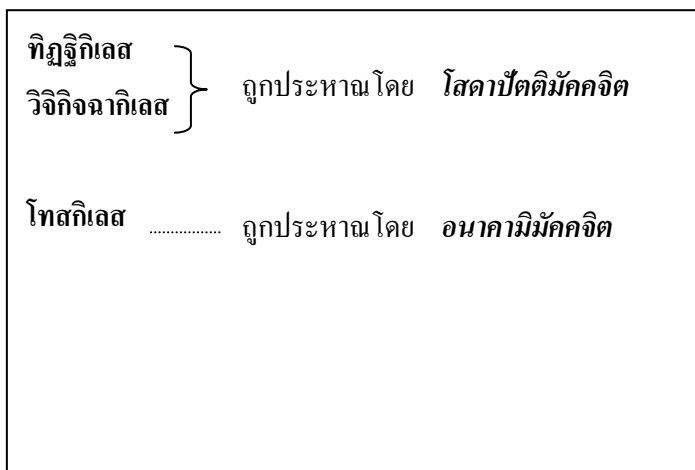 ทิฏฐิกิเลส
วิจิกิจฉากิเลส
ถูกประหาณโดย โสดาปัตติมัคคจิต
โทสกิเลส ................. ถูกประหาณโดย อนาคามิมัคคจิต